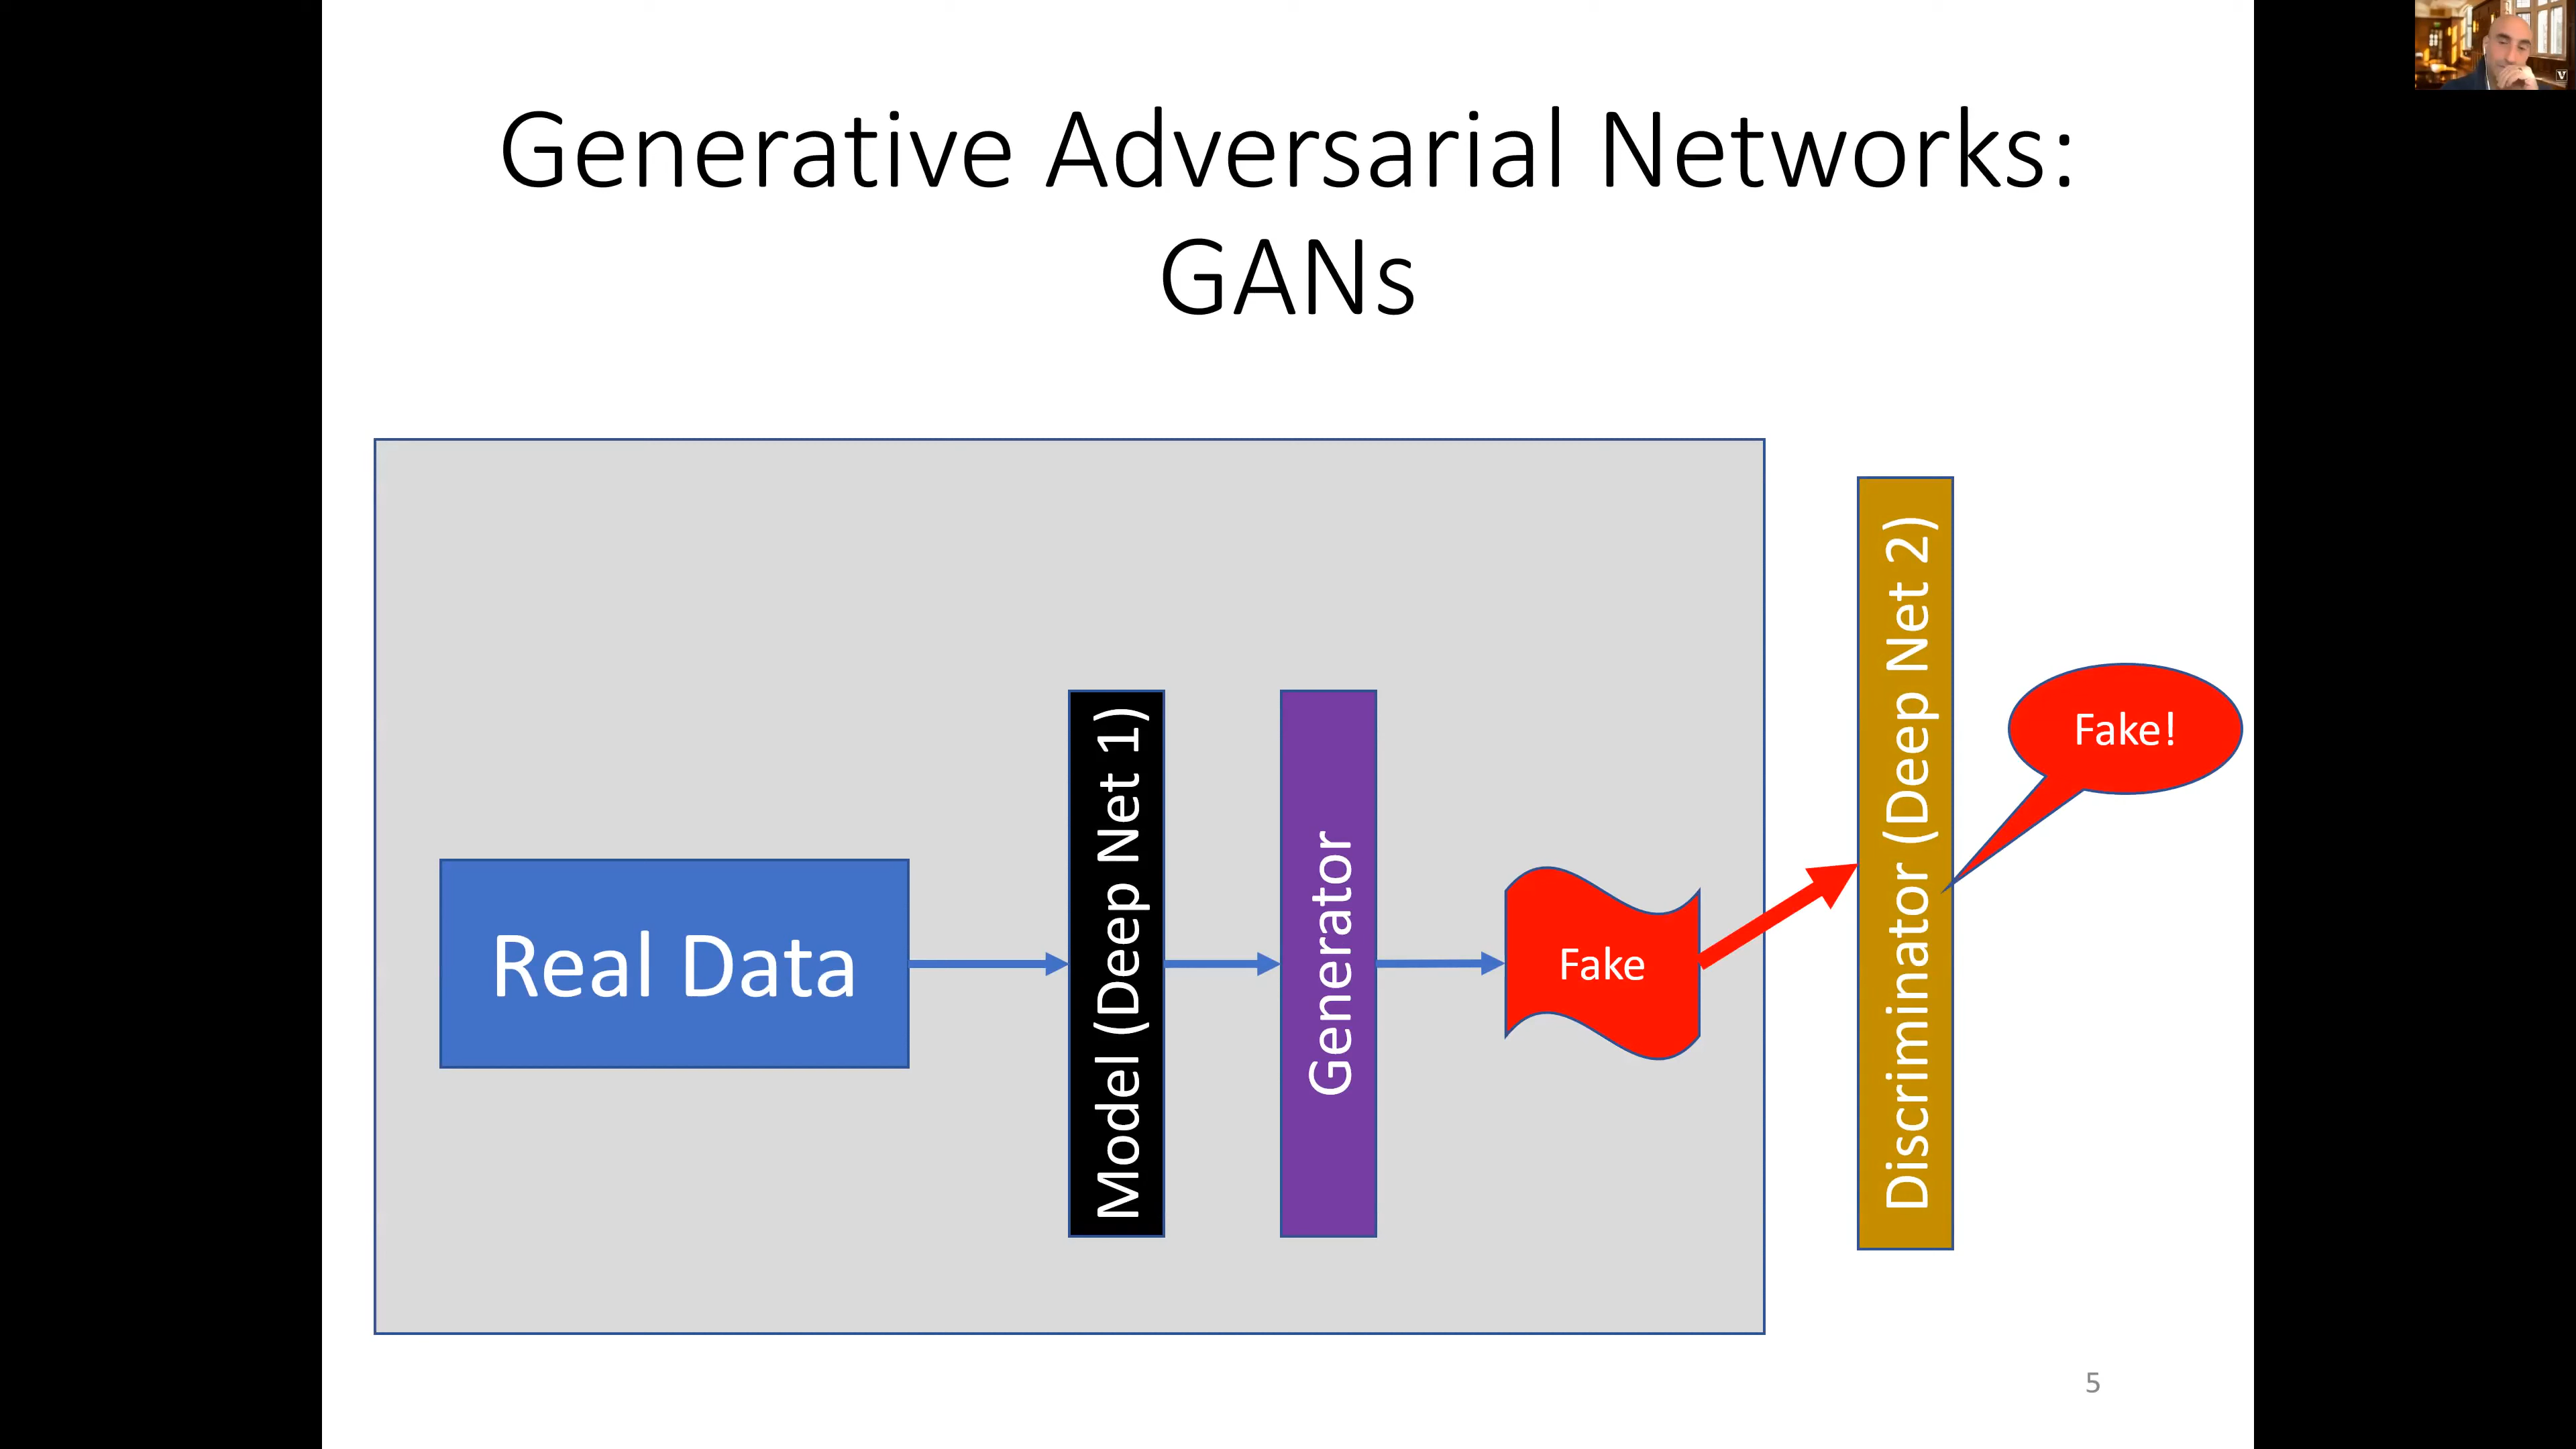 Generative Adversarial Networks:
GANs
Real Data
Model (Deep Net 1)
Generator
Fake
Discriminator (Deep Net 2)
Fake!
5
V